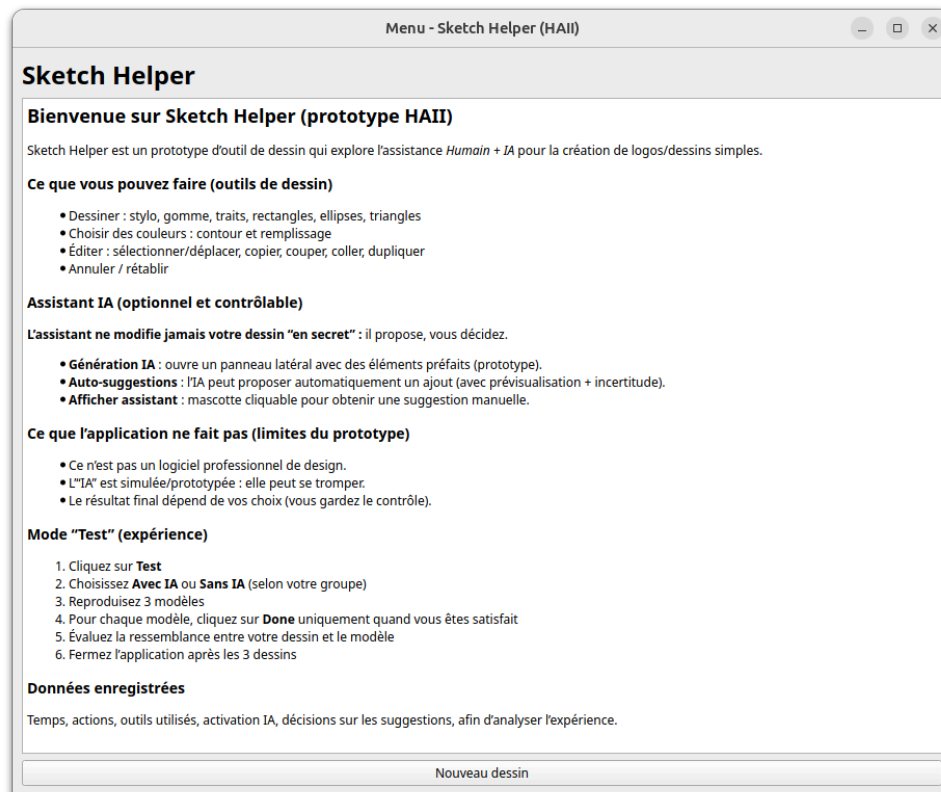 Menu - Sketch Helper (HAII)
Sketch Helper
Bienvenue sur Sketch Helper (prototype HAII)
Sketch Helper est un prototype d’outil de dessin qui explore l’assistance Humain + IA pour la création de logos/dessins simples.
Ce que vous pouvez faire (outils de dessin)
• Dessiner : stylo, gomme, traits, rectangles, ellipses, triangles
• Choisir des couleurs : contour et remplissage
• Éditer : sélectionner/déplacer, copier, couper, coller, dupliquer
• Annuler / rétablir
Assistant IA (optionnel et contrôlable)
L’assistant ne modifie jamais votre dessin “en secret” : il propose, vous décidez.
• Génération IA : ouvre un panneau latéral avec des éléments préfaits (prototype).
• Auto-suggestions : l’IA peut proposer automatiquement un ajout (avec prévisualisation + incertitude).
• Afficher assistant : mascotte cliquable pour obtenir une suggestion manuelle.
Ce que l’application ne fait pas (limites du prototype)
• Ce n’est pas un logiciel professionnel de design.
• L’“IA” est simulée/prototypée : elle peut se tromper.
• Le résultat final dépend de vos choix (vous gardez le contrôle).
Mode “Test” (expérience)
1. Cliquez sur Test
2. Choisissez Avec IA ou Sans IA (selon votre groupe)
3. Reproduisez 3 modèles
4. Pour chaque modèle, cliquez sur Done uniquement quand vous êtes satisfait
5. Évaluez la ressemblance entre votre dessin et le modèle
6. Fermez l’application après les 3 dessins
Données enregistrées
Temps, actions, outils utilisés, activation IA, décisions sur les suggestions, afin d’analyser l’expérience.
Nouveau dessin